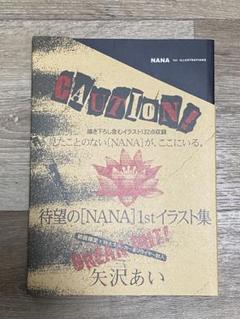 NANA 1st ILLUSTRATIONS
CAUTION!
描き下ろし含むイラスト132点収録
見たことのない[NANA]が、ここにいる。
待望の[NANA]1stイラスト集
BREAK OUT!
矢沢あい